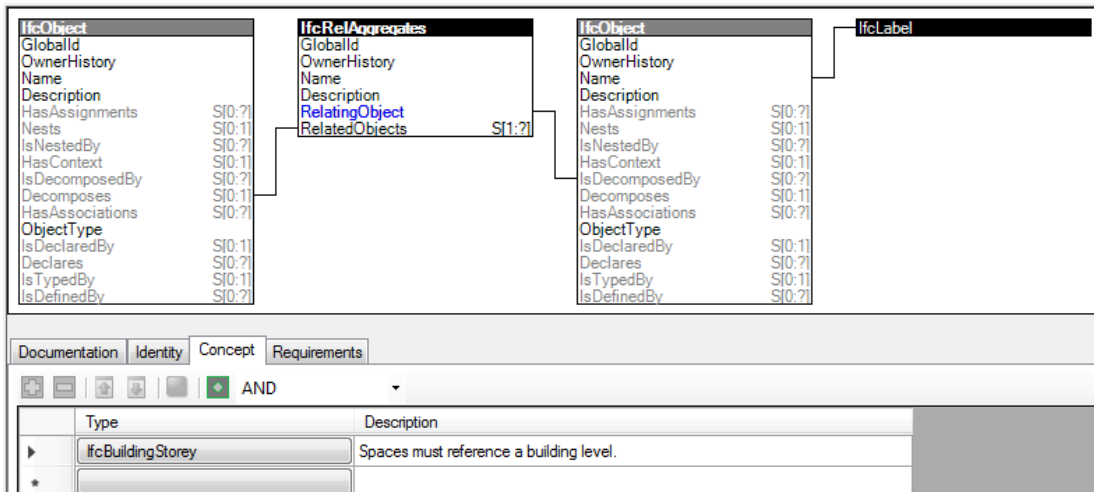 IfcObject
GlobalId
OwnerHistory
Name
Description
HasAssignments S[0:?]
Nests S[0:1]
IsNestedBy S[0:?]
HasContext S[0:1]
IsDecomposedBy S[0:?]
Decomposes S[0:1]
HasAssociations S[0:?]
ObjectType
IsDeclaredBy S[0:1]
Declares S[0:?]
IsTypedBy S[0:1]
IsDefinedBy S[0:?]
IfcRelAggregates
GlobalId
OwnerHistory
Name
Description
RelatingObject
RelatedObjects S[1:?]
IfcObject
GlobalId
OwnerHistory
Name
Description
HasAssignments S[0:?]
Nests S[0:1]
IsNestedBy S[0:?]
HasContext S[0:1]
IsDecomposedBy S[0:?]
Decomposes S[0:1]
HasAssociations S[0:?]
ObjectType
IsDeclaredBy S[0:1]
Declares S[0:?]
IsTypedBy S[0:1]
IsDefinedBy S[0:?]
IfcLabel
Documentation Identity Concept Requirements
AND
Type Description
IfcBuildingStorey Spaces must reference a building level.